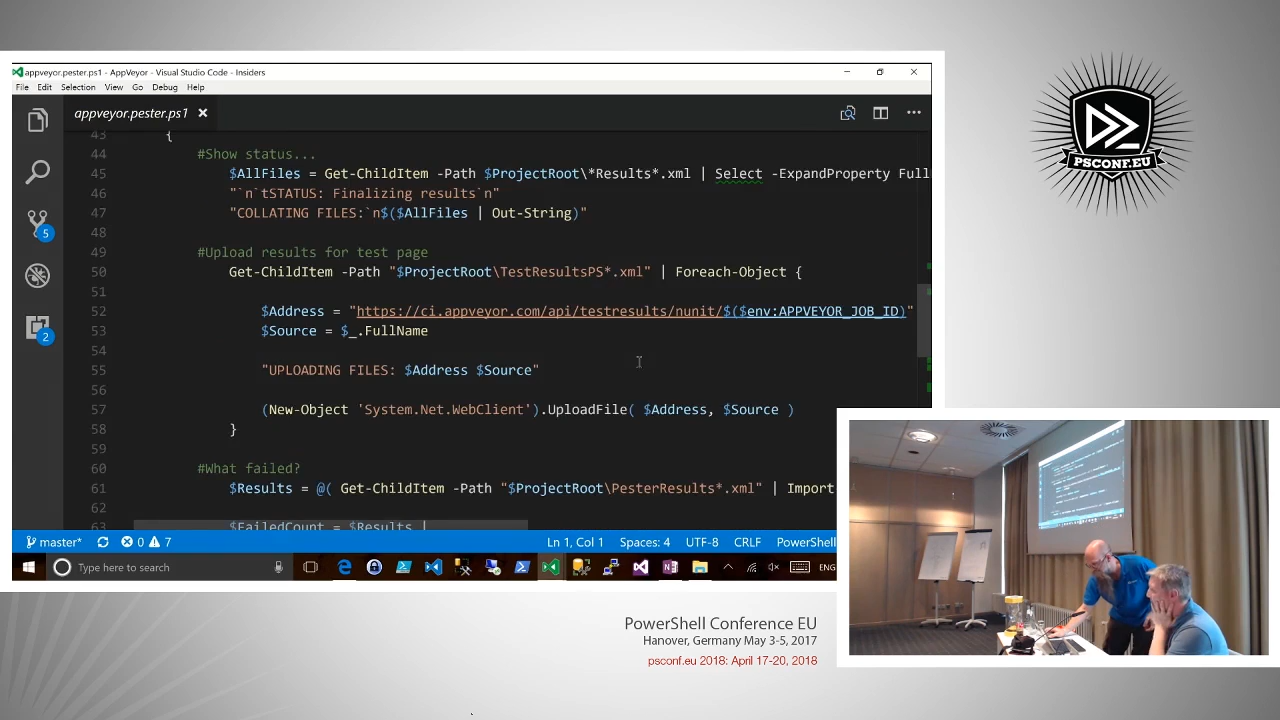 appveyor.pester.ps1 - AppVeyor - Visual Studio Code - Insiders
File Edit Selection View Go Debug Help
appveyor.pester.ps1
43 {
44 #Show status...
45 $AllFiles = Get-ChildItem -Path $ProjectRoot\*Results*.xml | Select -ExpandProperty Full
46 "`n`tSTATUS: Finalizing results`n"
47 "COLLATING FILES:`n$($AllFiles | Out-String)"
48
49 #Upload results for test page
50 Get-ChildItem -Path "$ProjectRoot\TestResultsPS*.xml" | Foreach-Object {
51
52 $Address = "https://ci.appveyor.com/api/testresults/nunit/$($env:APPVEYOR_JOB_ID)"
53 $Source = $_.FullName
54
55 "UPLOADING FILES: $Address $Source"
56
57 (New-Object 'System.Net.WebClient').UploadFile( $Address, $Source )
58 }
59
60 #What failed?
61 $Results = @( Get-ChildItem -Path "$ProjectRoot\PesterResults*.xml" | Import
62
63 $FailedCount = $Results |
5
2
master* 0 7 Ln 1, Col 1 Spaces: 4 UTF-8 CRLF PowerShell
Type here to search ENG
PSCONF.EU
PowerShell Conference EU
Hanover, Germany May 3-5, 2017
psconf.eu 2018: April 17-20, 2018